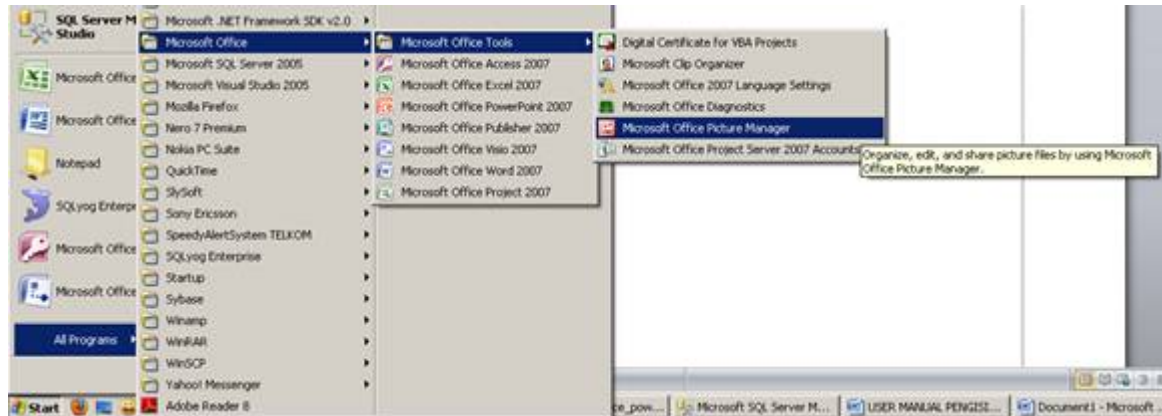 SQL Server M
Studio
Microsoft Office
Microsoft Office
Notepad
SQLyog Enterpr
Microsoft Office
Microsoft Office
All Programs
Microsoft .NET Framework SDK v2.0
Microsoft Office
Microsoft SQL Server 2005
Microsoft Visual Studio 2005
Mozilla Firefox
Nero 7 Premium
Nokia PC Suite
QuickTime
SlySoft
Sony Ericsson
SpeedyAlertSystem TELKOM
SQLyog Enterprise
Startup
Sybase
Winamp
WinRAR
WinSCP
Yahoo! Messenger
Adobe Reader 8
Microsoft Office Tools
Microsoft Office Access 2007
Microsoft Office Excel 2007
Microsoft Office PowerPoint 2007
Microsoft Office Publisher 2007
Microsoft Office Visio 2007
Microsoft Office Word 2007
Microsoft Office Project 2007
Digital Certificate for VBA Projects
Microsoft Clip Organizer
Microsoft Office 2007 Language Settings
Microsoft Office Diagnostics
Microsoft Office Picture Manager
Microsoft Office Project Server 2007 Accounts
Organize, edit, and share picture files by using Microsoft
Office Picture Manager.
Start
ce_pow...
Microsoft SQL Server M...
USER MANUAL PENGISI...
Document1 - Microsoft